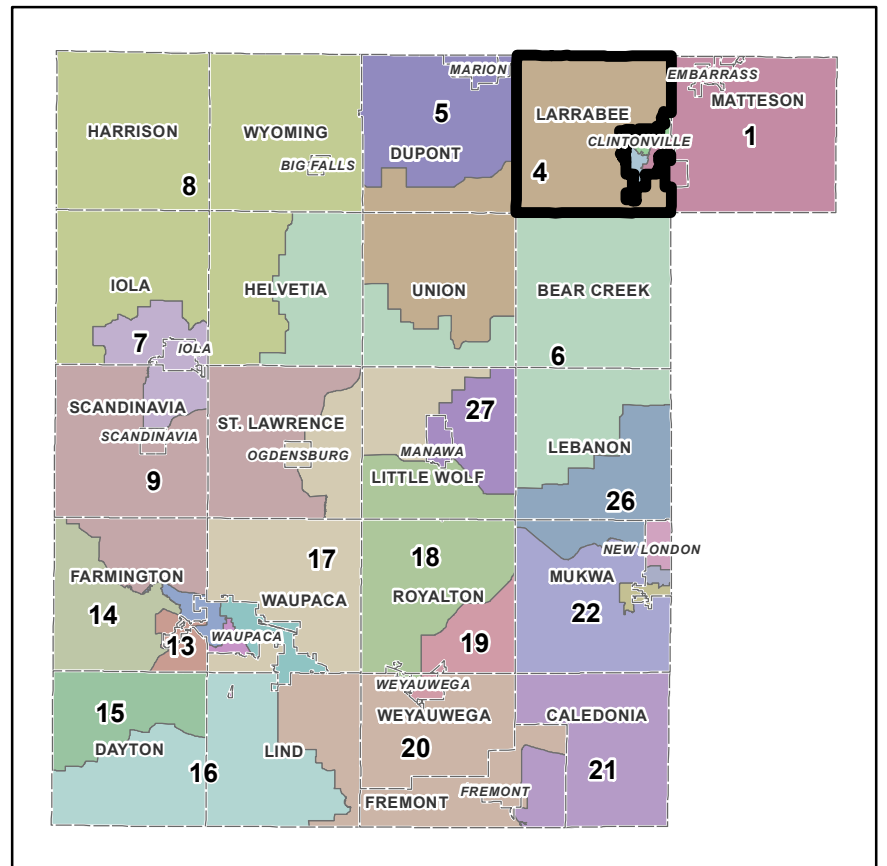 MARION
EMBARRASS
5
LARRABEE
MATTESON
HARRISON
WYOMING
CLINTONVILLE
1
DUPONT
BIG FALLS
4
8
IOLA
HELVETIA
UNION
BEAR CREEK
7
IOLA
6
SCANDINAVIA
ST. LAWRENCE
27
SCANDINAVIA
OGDENSBURG
MANAWA
LEBANON
9
LITTLE WOLF
26
17
18
NEW LONDON
FARMINGTON
MUKWA
WAUPACA
ROYALTON
14
22
13
WAUPACA
19
WEYAUWEGA
15
WEYAUWEGA
CALEDONIA
DAYTON
LIND
20
16
21
FREMONT
FREMONT